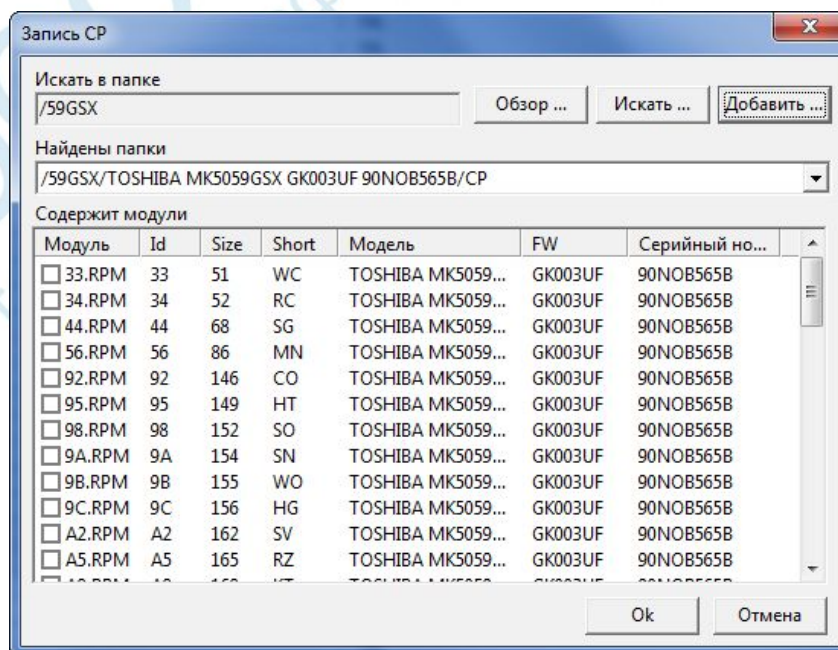 Запись CP
Искать в папке
/59GSX
Обзор ...
Искать ...
Добавить ...
Найдены папки
/59GSX/TOSHIBA MK5059GSX GK003UF 90NOB565B/CP
Содержит модули
Модуль Id Size Short Модель FW Серийный но...
33.RPM 33 51 WC TOSHIBA MK5059... GK003UF 90NOB565B
34.RPM 34 52 RC TOSHIBA MK5059... GK003UF 90NOB565B
44.RPM 44 68 SG TOSHIBA MK5059... GK003UF 90NOB565B
56.RPM 56 86 MN TOSHIBA MK5059... GK003UF 90NOB565B
92.RPM 92 146 CO TOSHIBA MK5059... GK003UF 90NOB565B
95.RPM 95 149 HT TOSHIBA MK5059... GK003UF 90NOB565B
98.RPM 98 152 SO TOSHIBA MK5059... GK003UF 90NOB565B
9A.RPM 9A 154 SN TOSHIBA MK5059... GK003UF 90NOB565B
9B.RPM 9B 155 WO TOSHIBA MK5059... GK003UF 90NOB565B
9C.RPM 9C 156 HG TOSHIBA MK5059... GK003UF 90NOB565B
A2.RPM A2 162 SV TOSHIBA MK5059... GK003UF 90NOB565B
A5.RPM A5 165 RZ TOSHIBA MK5059... GK003UF 90NOB565B
Ok
Отмена